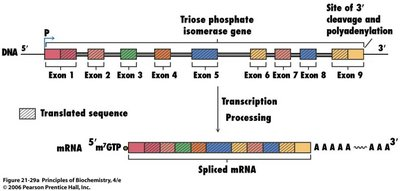 P
Triose phosphate
isomerase gene
Site of 3'
cleavage and
polyadenylation
DNA 5' 3'
Exon 1 Exon 2 Exon 3 Exon 4 Exon 5 Exon 6 Exon 7 Exon 8 Exon 9
Translated sequence
Transcription
Processing
mRNA 5' m⁷GTP AAAAA AAA 3'
Spliced mRNA
Figure 21-29a Principles of Biochemistry, 4/e
© 2006 Pearson Prentice Hall, Inc.